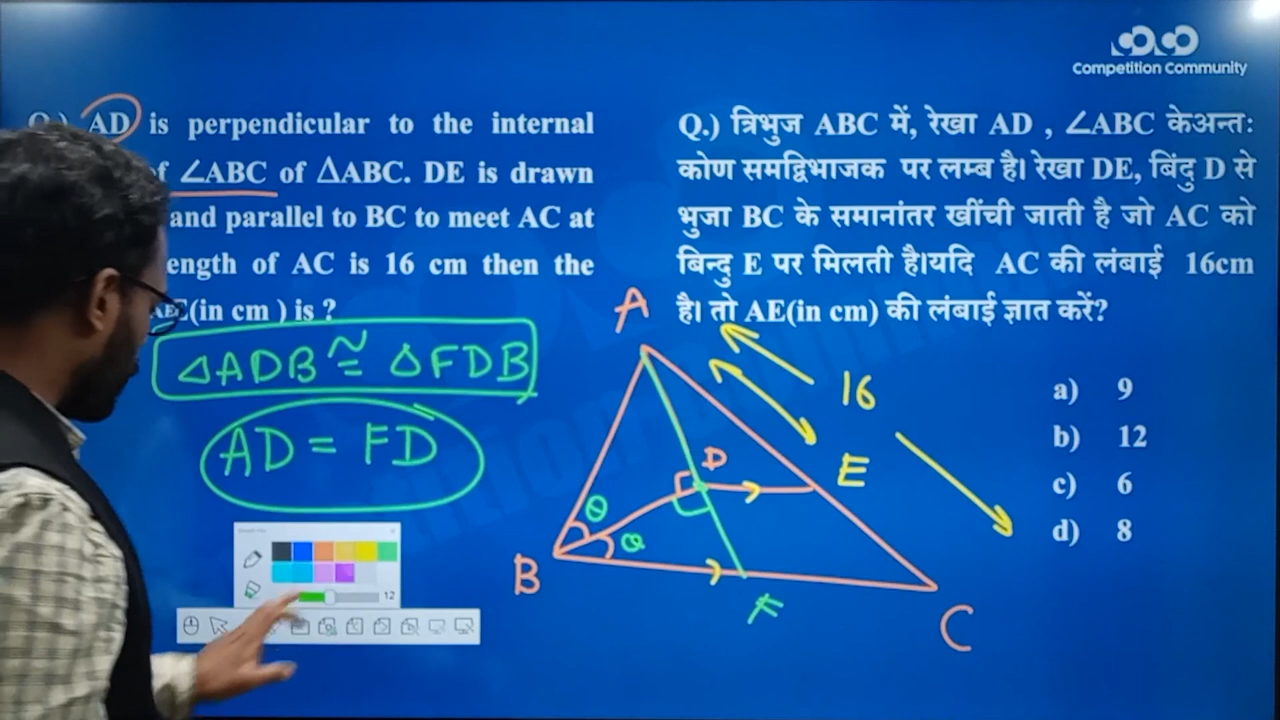 Competition Community
Q.) AD is perpendicular to the internal
of ∠ABC of ΔABC. DE is drawn
and parallel to BC to meet AC at
ength of AC is 16 cm then the
AE(in cm ) is ?
Q.) त्रिभुज ABC में, रेखा AD , ∠ABC केअन्त:
कोण समद्विभाजक पर लम्ब है। रेखा DE, बिंदु D से
भुजा BC के समानांतर खींची जाती है जो AC को
बिन्दु E पर मिलती है।यदि AC की लंबाई 16cm
है। तो AE(in cm) की लंबाई ज्ञात करें?
a) 9
b) 12
c) 6
d) 8
ΔADB ≅ ΔFDB
AD = FD
A
16
D
E
θ
θ
B
F
C
12